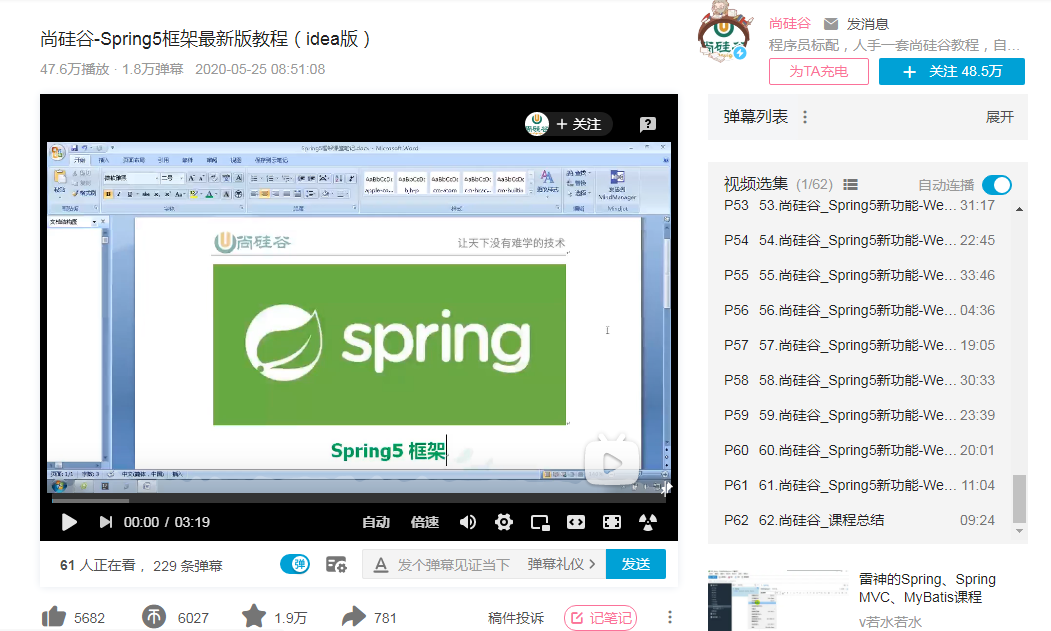 尚硅谷-Spring5框架最新版教程（idea版）
47.6万播放 · 1.8万弹幕 2020-05-25 08:51:08
尚硅谷 发消息
程序员标配，人手一套尚硅谷教程，自...
为TA充电
+ 关注 48.5万
+ 关注
Spring5框架课堂笔记.docx - Microsoft Word
开始 插入 页面布局 引用 邮件 审阅 视图
尚硅谷
让天下没有难学的技术
spring
Spring5 框架
00:00 / 03:19
自动 倍速
61 人正在看， 229 条弹幕
弹
A 发个弹幕见证当下 弹幕礼仪 >
发送
5682
6027
1.9万
781
稿件投诉
记笔记
弹幕列表
展开
视频选集 (1/62)
自动连播
P53 53.尚硅谷_Spring5新功能-We... 31:17
P54 54.尚硅谷_Spring5新功能-We... 22:45
P55 55.尚硅谷_Spring5新功能-We... 33:46
P56 56.尚硅谷_Spring5新功能-We... 04:36
P57 57.尚硅谷_Spring5新功能-We... 19:05
P58 58.尚硅谷_Spring5新功能-We... 30:33
P59 59.尚硅谷_Spring5新功能-We... 23:39
P60 60.尚硅谷_Spring5新功能-We... 20:01
P61 61.尚硅谷_Spring5新功能-We... 11:04
P62 62.尚硅谷_课程总结 09:24
雷神的Spring、Spring
MVC、MyBatis课程
v若水若水